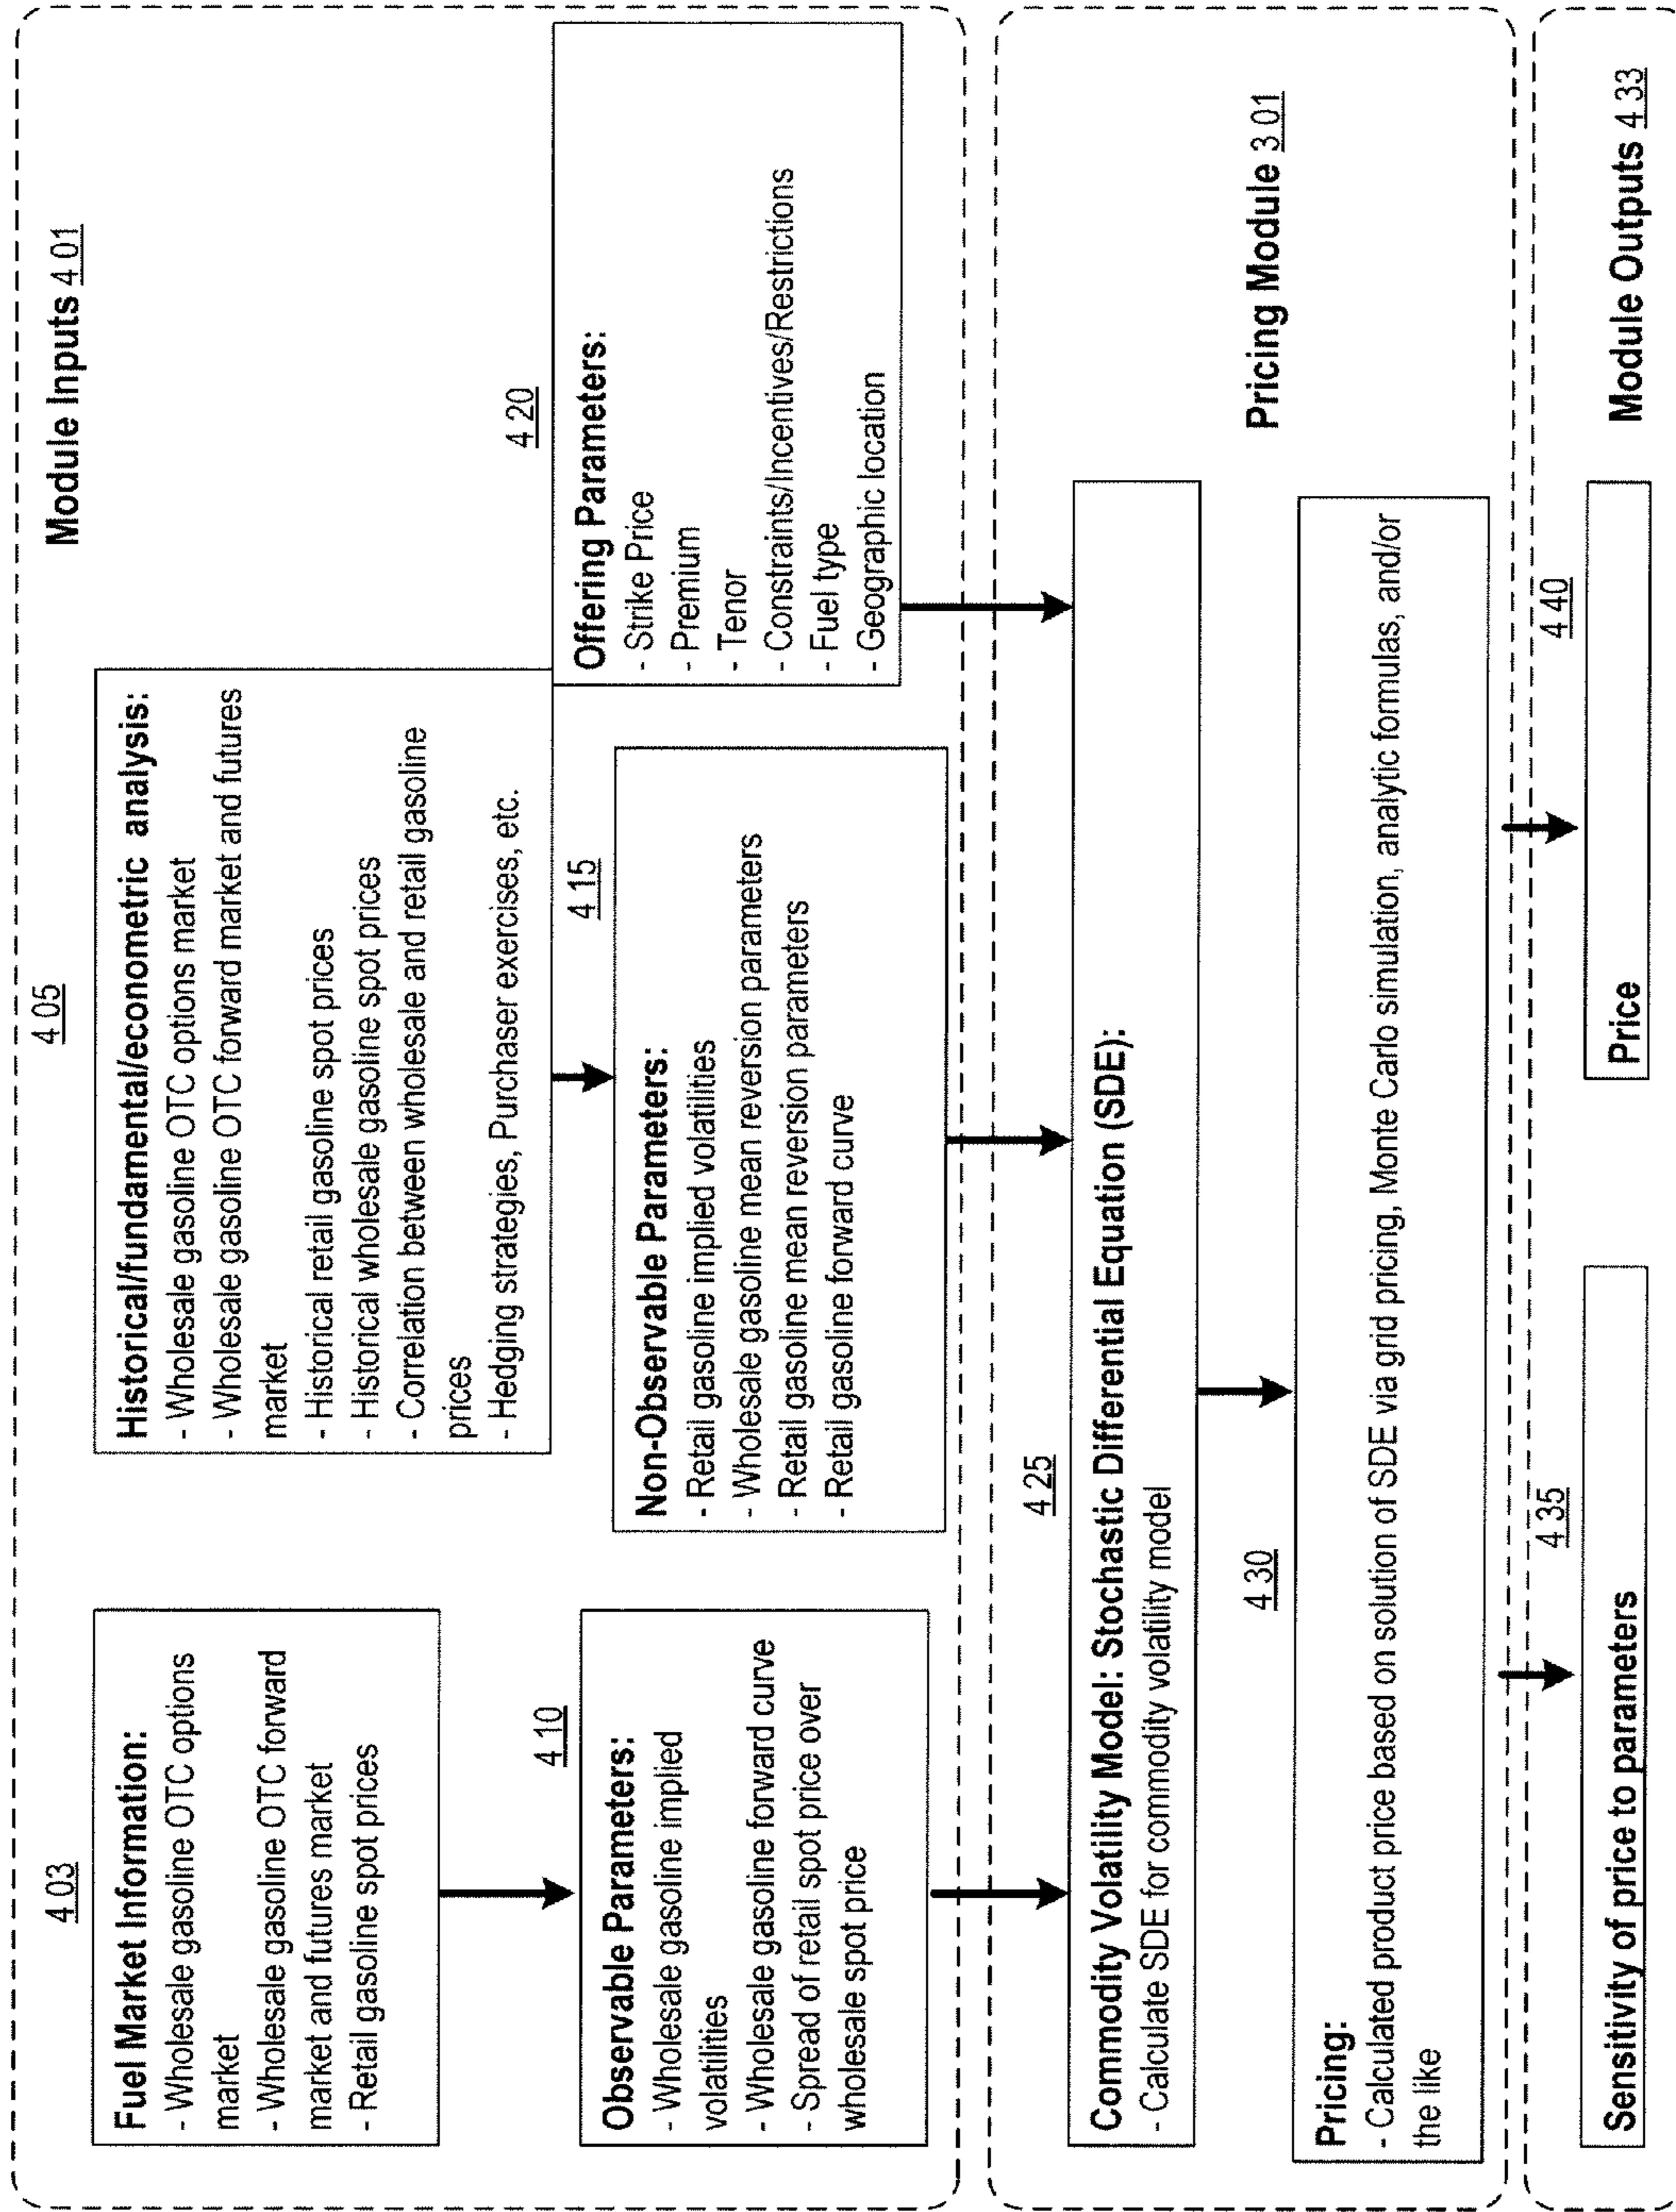 Module Inputs 4 01
4 03
Fuel Market Information:
- Wholesale gasoline OTC options
market
- Wholesale gasoline OTC forward
market and futures market
- Retail gasoline spot prices
4 05
Historical/fundamental/econometric analysis:
- Wholesale gasoline OTC options market
- Wholesale gasoline OTC forward market and futures
market
- Historical retail gasoline spot prices
- Historical wholesale gasoline spot prices
- Correlation between wholesale and retail gasoline
prices
- Hedging strategies, Purchaser exercises, etc.
4 10
Observable Parameters:
- Wholesale gasoline implied
volatilities
- Wholesale gasoline forward curve
- Spread of retail spot price over
wholesale spot price
4 15
Non-Observable Parameters:
- Retail gasoline implied volatilities
- Wholesale gasoline mean reversion parameters
- Retail gasoline mean reversion parameters
- Retail gasoline forward curve
4 20
Offering Parameters:
- Strike Price
- Premium
- Tenor
- Constraints/Incentives/Restrictions
- Fuel type
- Geographic location
4 25
Commodity Volatility Model: Stochastic Differential Equation (SDE):
- Calculate SDE for commodity volatility model
Pricing Module 3 01
4 30
Pricing:
- Calculated product price based on solution of SDE via grid pricing, Monte Carlo simulation, analytic formulas, and/or
the like
4 35
Sensitivity of price to parameters
4 40
Price
Module Outputs 4 33